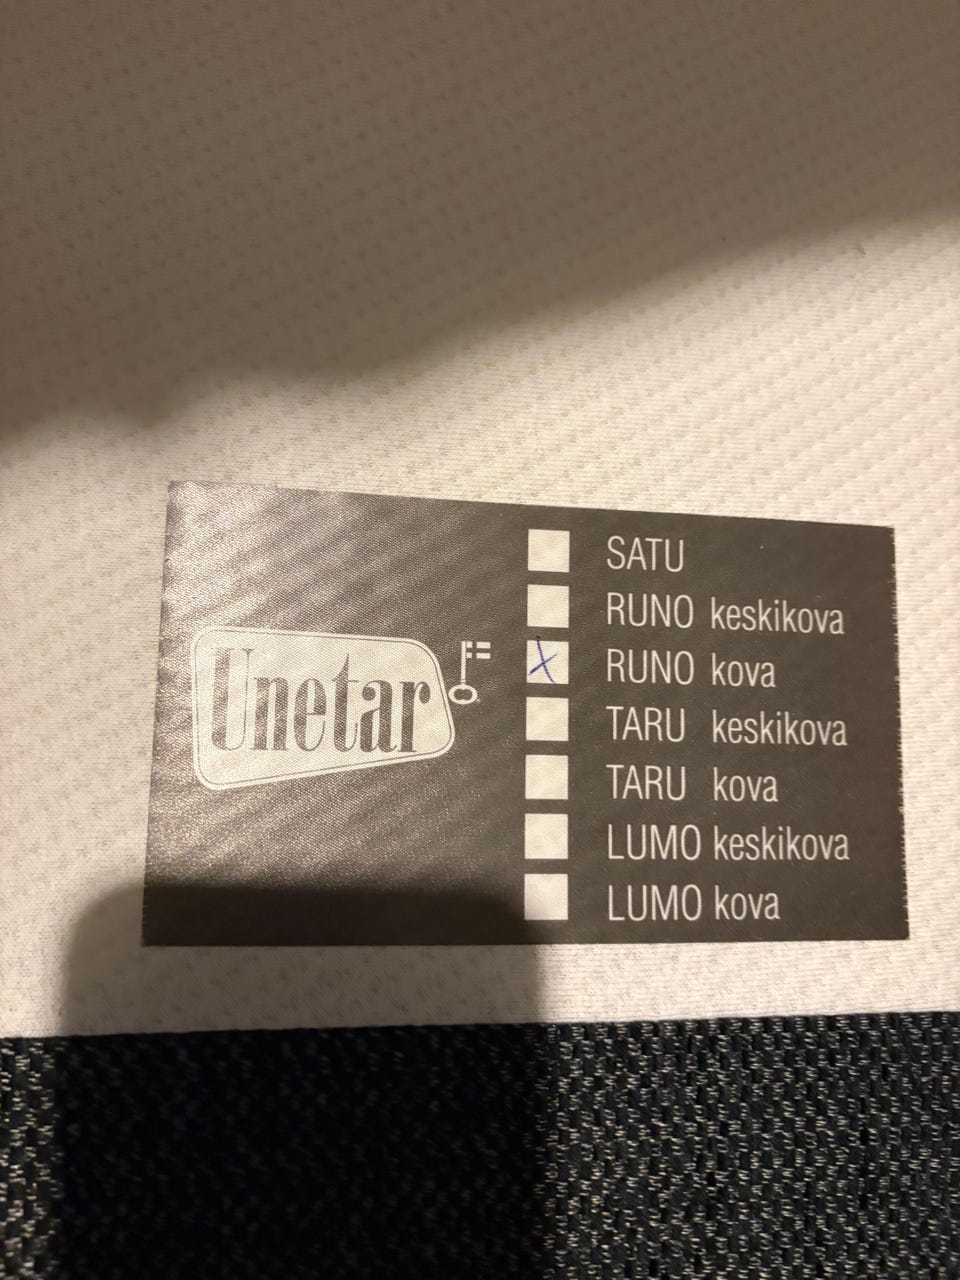 Unetar
SATU
RUNO keskikova
RUNO kova
TARU keskikova
TARU kova
LUMO keskikova
LUMO kova